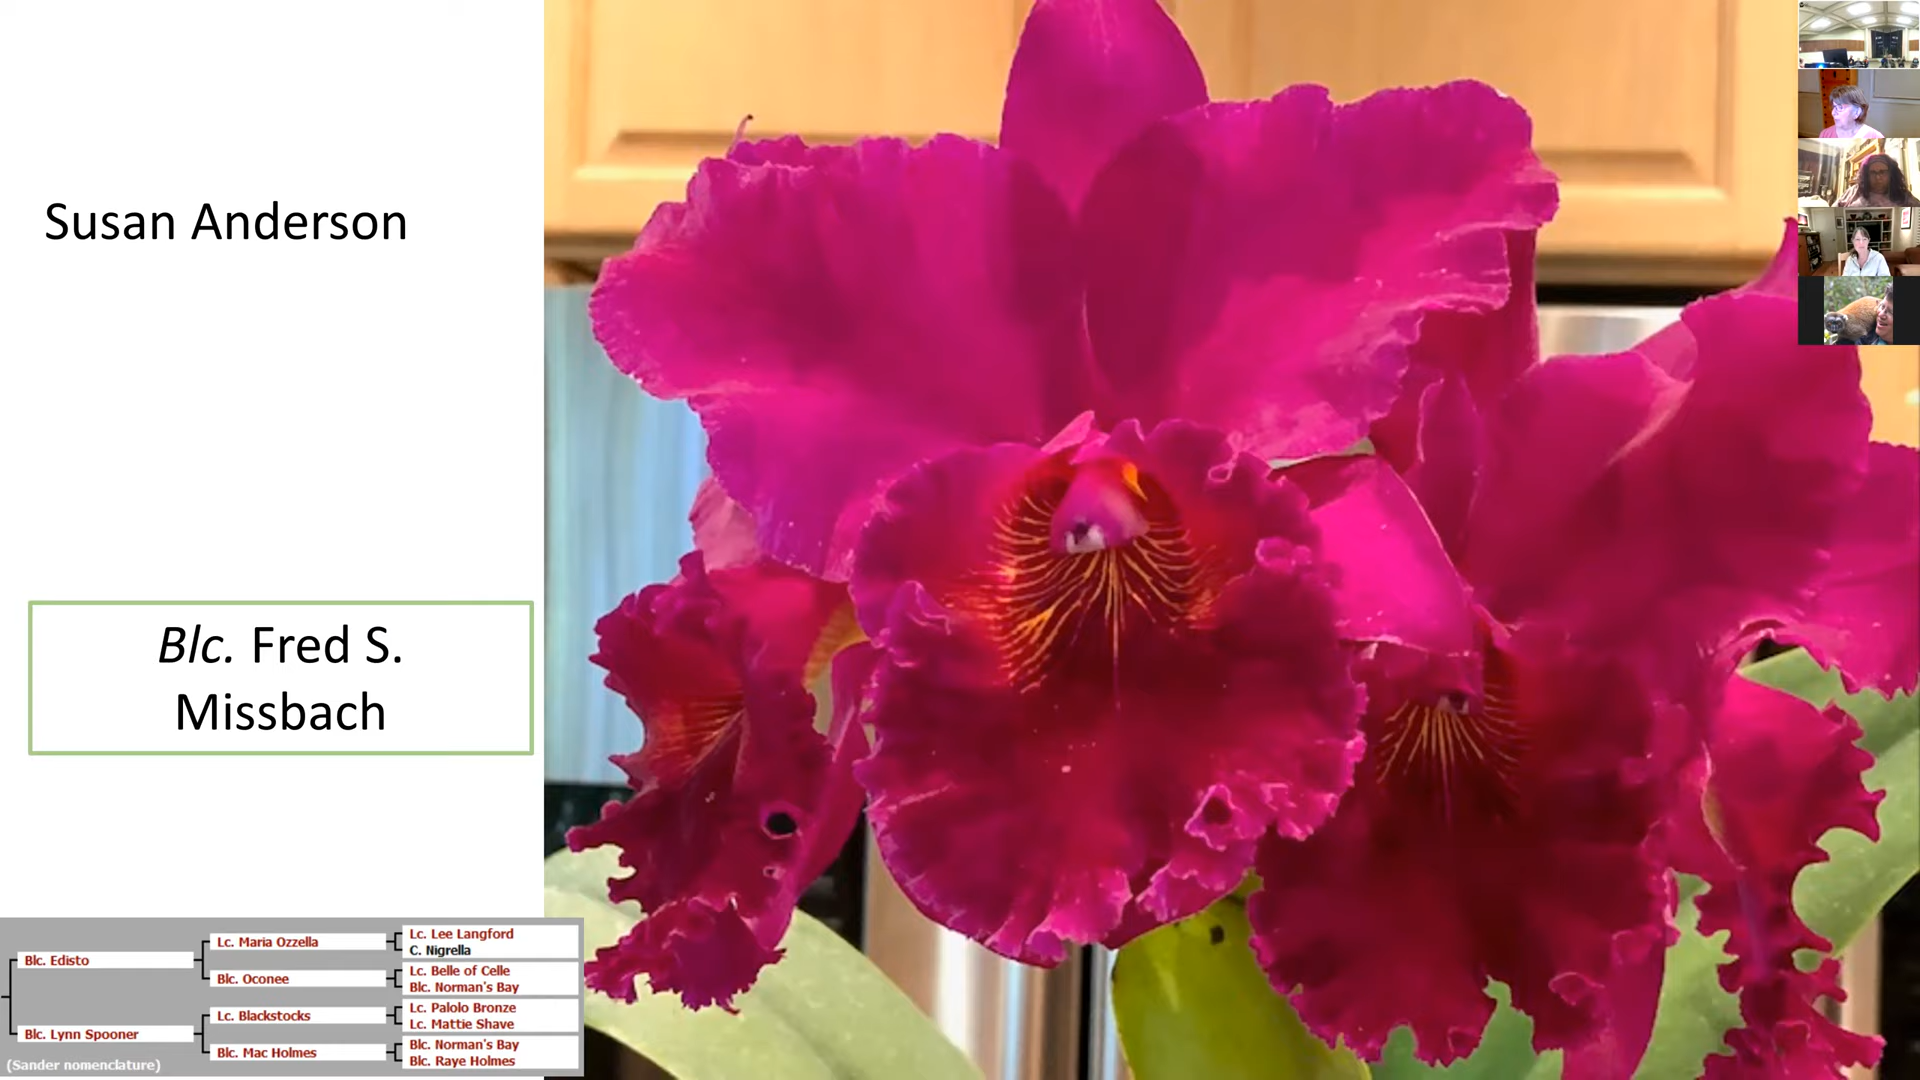 Susan Anderson
Blc. Fred S.
Missbach
Blc. Edisto
Lc. Maria Ozzella
Lc. Lee Langford
C. Nigrella
Blc. Oconee
Lc. Belle of Celle
Blc. Norman's Bay
Blc. Lynn Spooner
Lc. Blackstocks
Lc. Palolo Bronze
Lc. Mattie Shave
Blc. Mac Holmes
Blc. Norman's Bay
Blc. Raye Holmes
(Sander nomenclature)